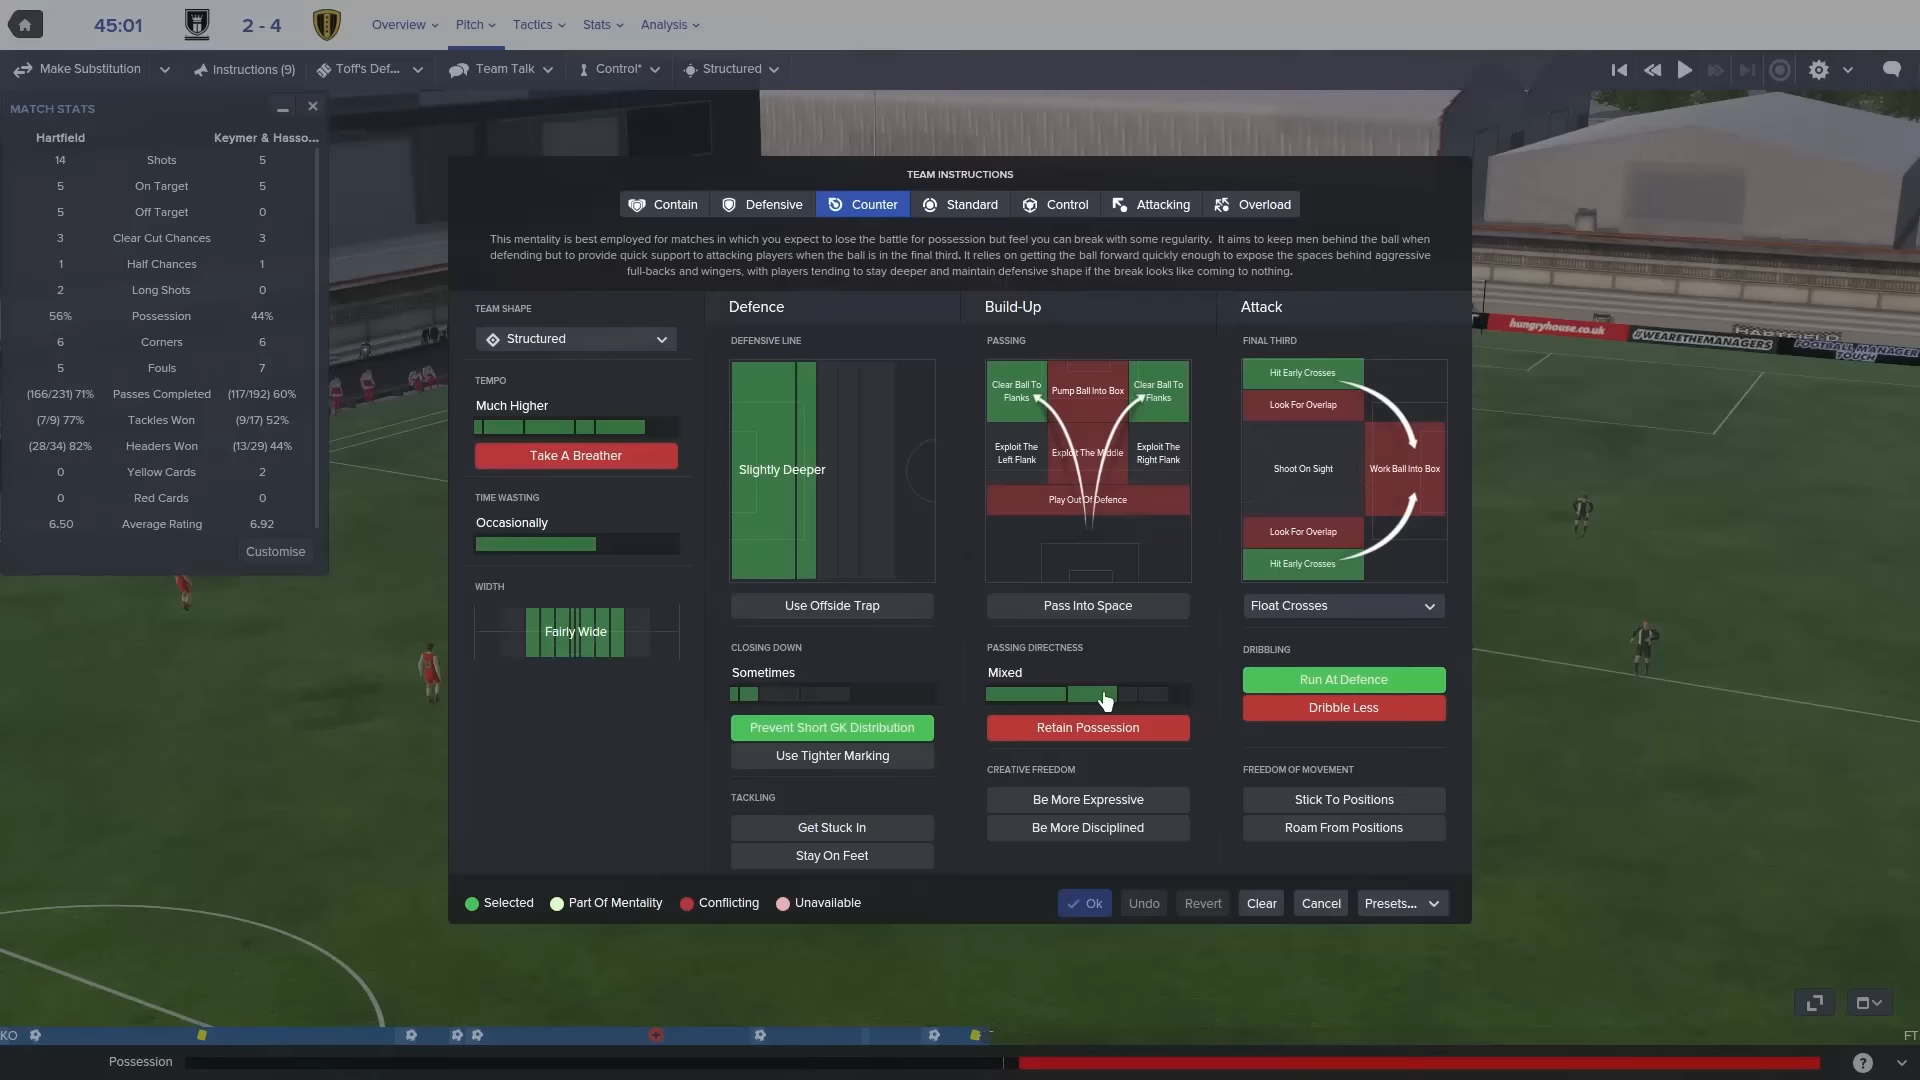 45:01
2 - 4
Overview
Pitch
Tactics
Stats
Analysis
Make Substitution
Instructions (9)
Toff's Def...
Team Talk
Control*
Structured
MATCH STATS
Hartfield
Keymer & Hasso...
14 Shots 5
5 On Target 5
5 Off Target 0
3 Clear Cut Chances 3
1 Half Chances 1
2 Long Shots 0
56% Possession 44%
6 Corners 6
5 Fouls 7
(166/231) 71% Passes Completed (117/192) 60%
(7/9) 77% Tackles Won (9/17) 52%
(28/34) 82% Headers Won (13/29) 44%
0 Yellow Cards 2
0 Red Cards 0
6.50 Average Rating 6.92
Customise
TEAM INSTRUCTIONS
Contain
Defensive
Counter
Standard
Control
Attacking
Overload
This mentality is best employed for matches in which you expect to lose the battle for possession but feel you can break with some regularity. It aims to keep men behind the ball when
defending but to provide quick support to attacking players when the ball is in the final third. It relies on getting the ball forward quickly enough to expose the spaces behind aggressive
full-backs and wingers, with players tending to stay deeper and maintain defensive shape if the break looks like coming to nothing.
TEAM SHAPE
Structured
TEMPO
Much Higher
Take A Breather
TIME WASTING
Occasionally
WIDTH
Fairly Wide
Defence
DEFENSIVE LINE
Slightly Deeper
Use Offside Trap
CLOSING DOWN
Sometimes
Prevent Short GK Distribution
Use Tighter Marking
TACKLING
Get Stuck In
Stay On Feet
Build-Up
PASSING
Clear Ball To
Flanks
Pump Ball Into Box
Clear Ball To
Flanks
Exploit The
Left Flank
Exploit The Middle
Exploit The
Right Flank
Play Out Of Defence
Pass Into Space
PASSING DIRECTNESS
Mixed
Retain Possession
CREATIVE FREEDOM
Be More Expressive
Be More Disciplined
Attack
FINAL THIRD
Hit Early Crosses
Look For Overlap
Shoot On Sight
Work Ball Into Box
Look For Overlap
Hit Early Crosses
Float Crosses
DRIBBLING
Run At Defence
Dribble Less
FREEDOM OF MOVEMENT
Stick To Positions
Roam From Positions
Selected
Part Of Mentality
Conflicting
Unavailable
Ok
Undo
Revert
Clear
Cancel
Presets...
hungryhouse.co.uk
#WEARETHEMANAGERS
HARTFIELD
FOOTBALL MANAGER
TOUCH
KO
FT
Possession
?